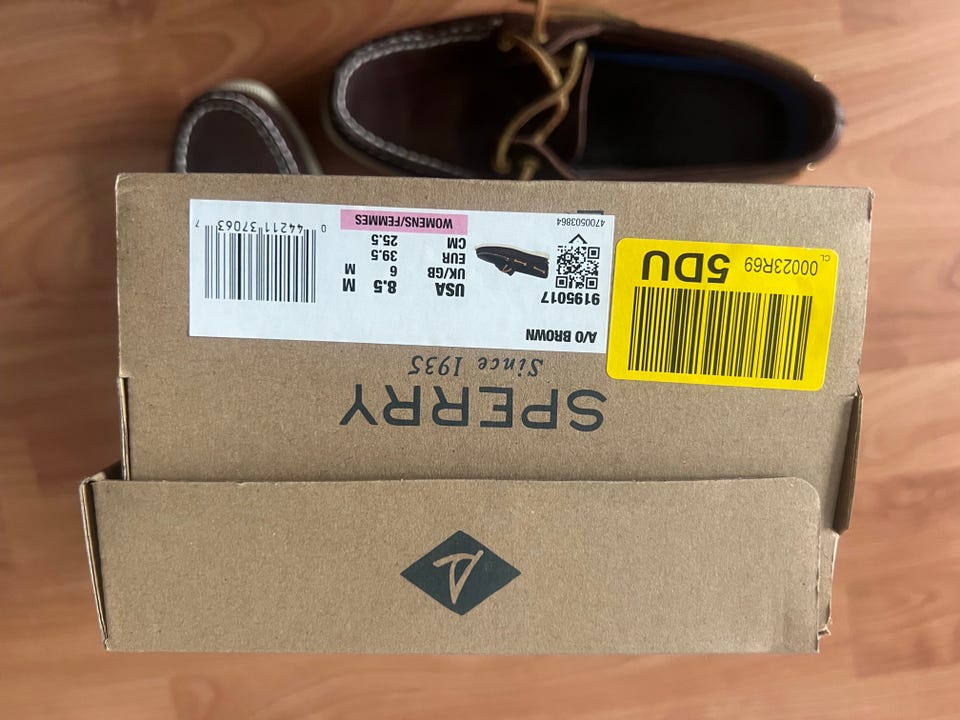 SPERRY
Since 1935
00023R69 5DU
CL
A/O BROWN
9195017
USA 8.5 M
UK/GB 6 M
EUR 39.5
CM 25.5
WOMENS/FEMMES
4700503864
0 44211 37063 7